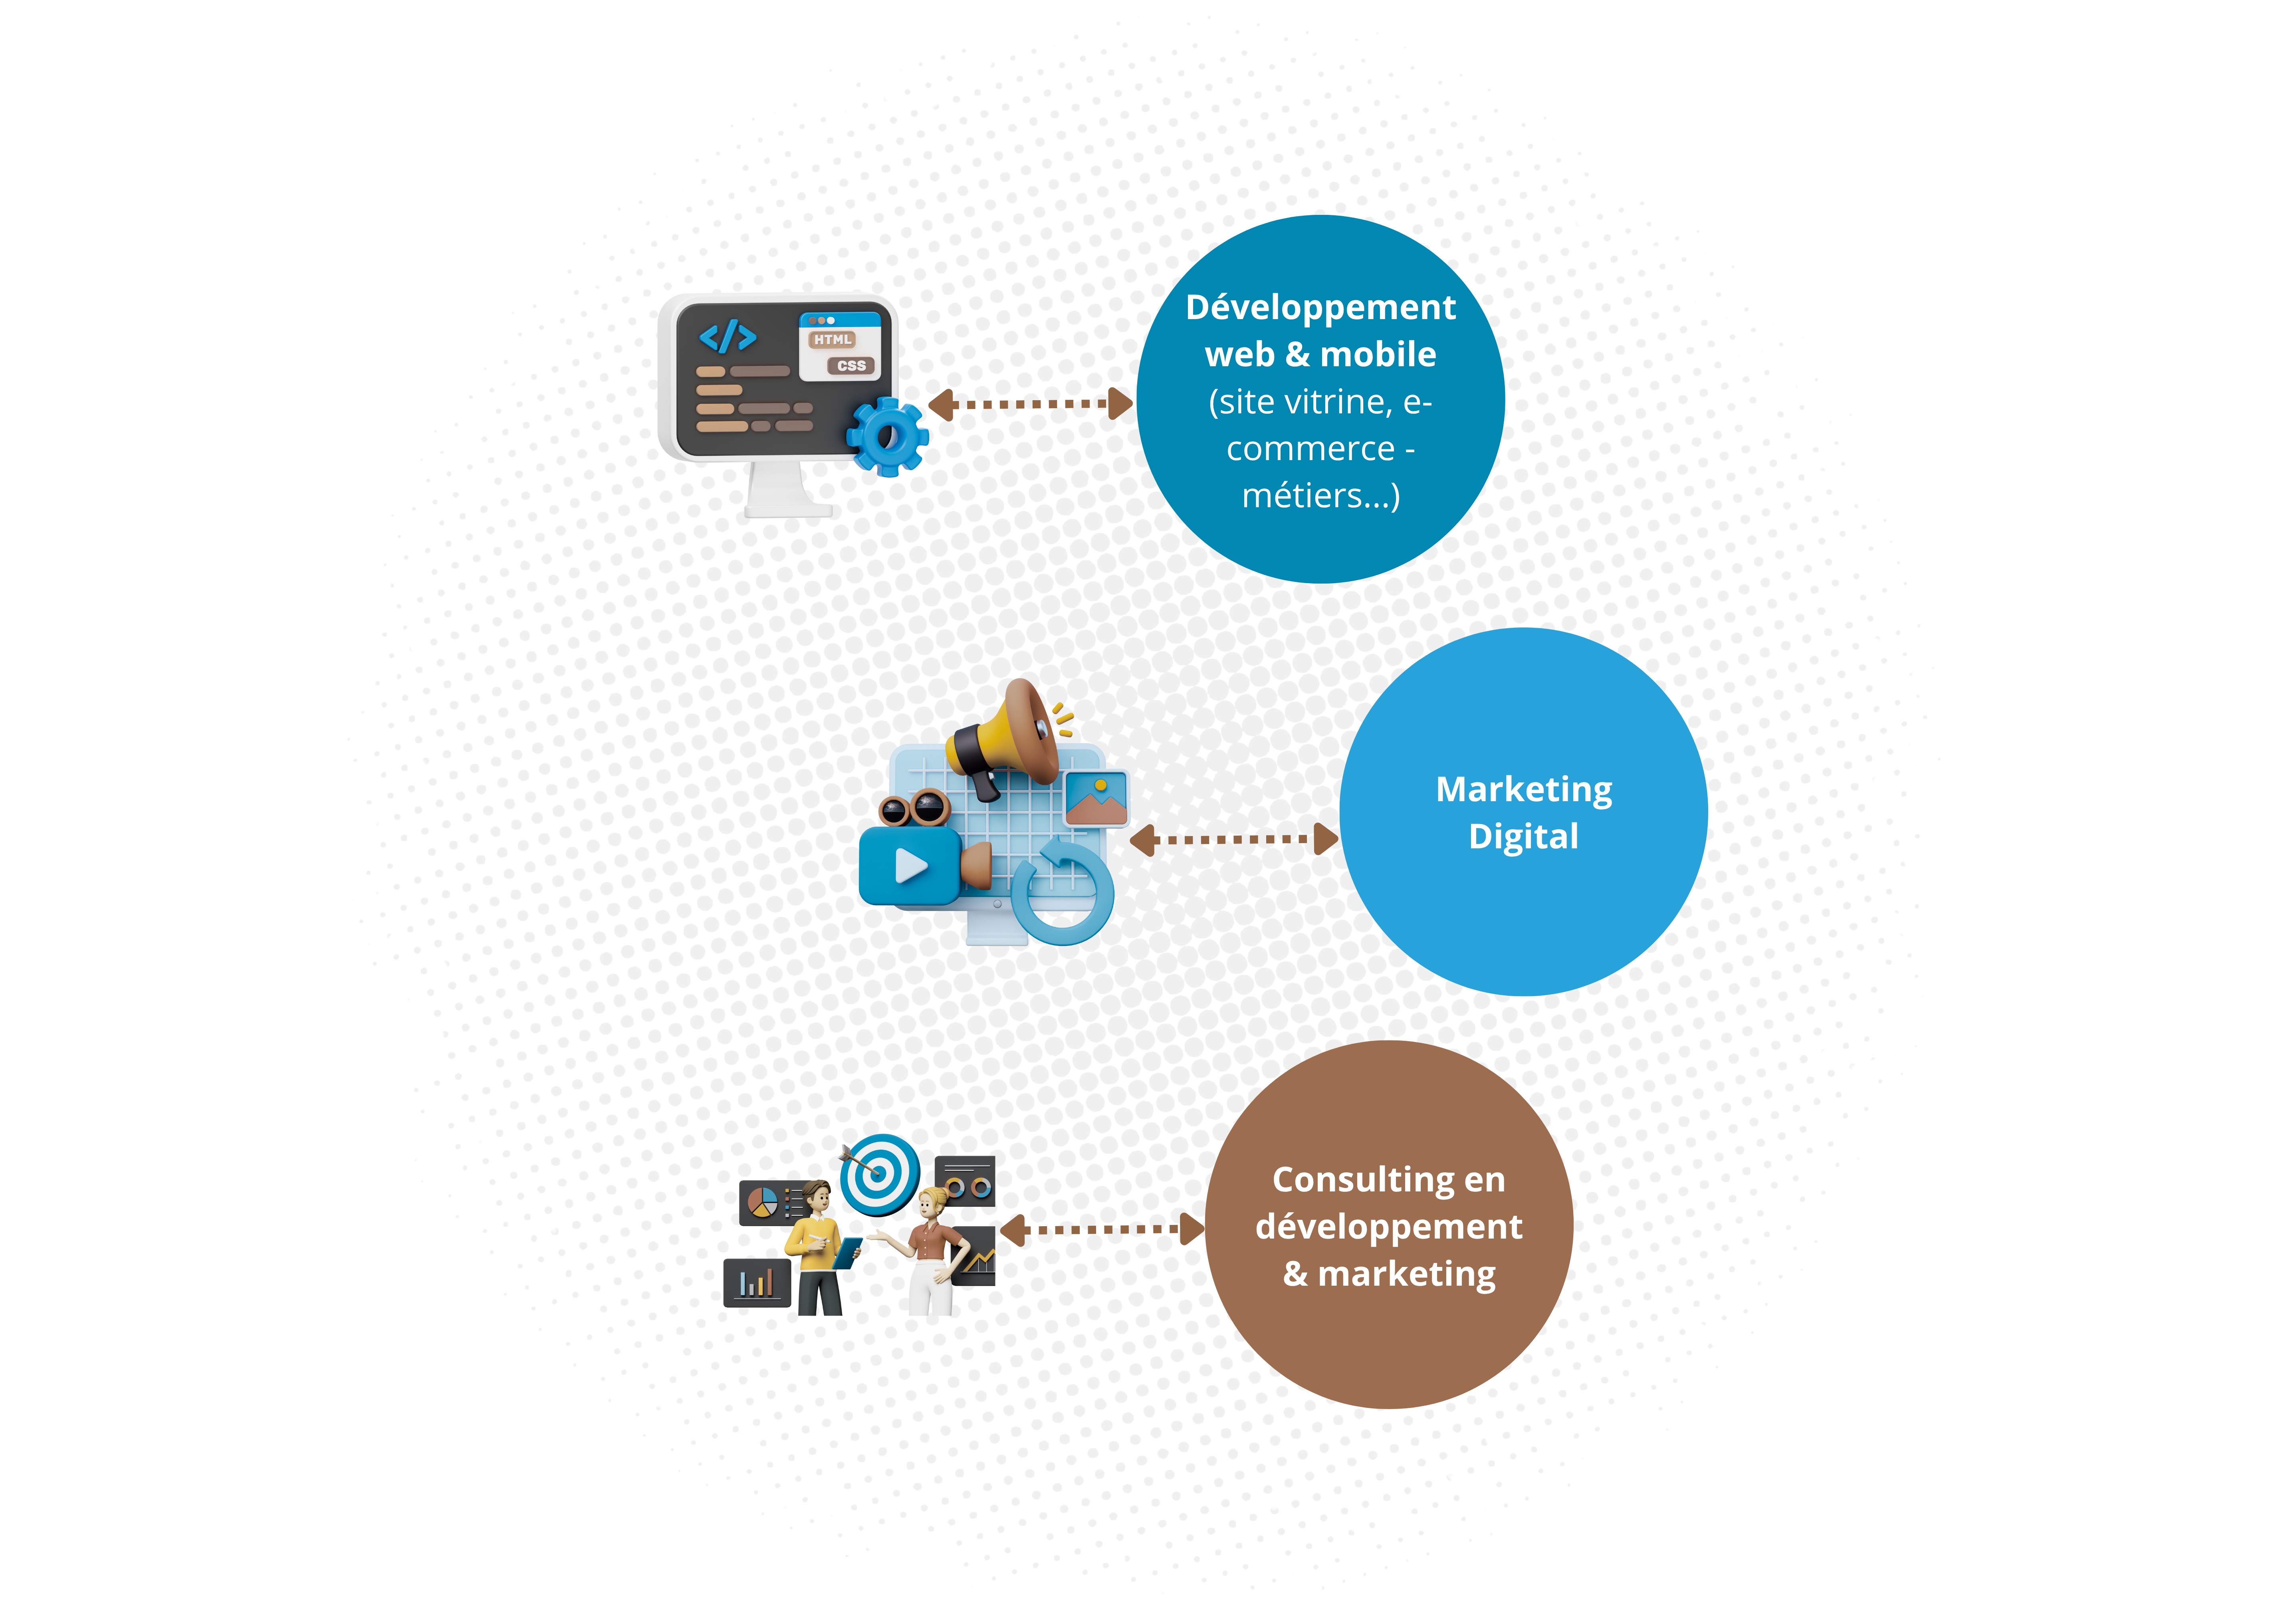 </>
HTML
CSS
Développement
web & mobile
(site vitrine, e-
commerce -
métiers...)
Marketing
Digital
Consulting en
développement
& marketing